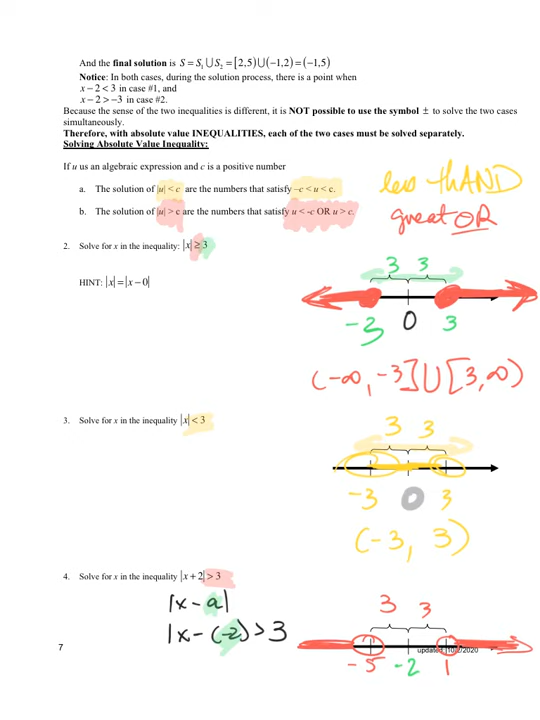 And the final solution is S = S₁ ⋃ S₂ = [2,5) ⋃ (−1,2) = (−1,5)
Notice: In both cases, during the solution process, there is a point when
x − 2 < 3 in case #1, and
x − 2 > −3 in case #2.
Because the sense of the two inequalities is different, it is NOT possible to use the symbol ± to solve the two cases
simultaneously.
Therefore, with absolute value INEQUALITIES, each of the two cases must be solved separately.
Solving Absolute Value Inequality:
If u us an algebraic expression and c is a positive number
a. The solution of |u| < c are the numbers that satisfy −c < u < c.
less thAND
b. The solution of |u| > c are the numbers that satisfy u < -c OR u > c.
greatOR
2. Solve for x in the inequality: |x| ≥ 3
3 3
HINT: |x| = |x − 0|
-3 0 3
(-∞, -3] ∪ [3, ∞)
3. Solve for x in the inequality |x| < 3
3 3
-3 0 3
(-3, 3)
4. Solve for x in the inequality |x + 2| > 3
|x - a|
3 3
|x - (-2)| > 3
7
-5 -2 1